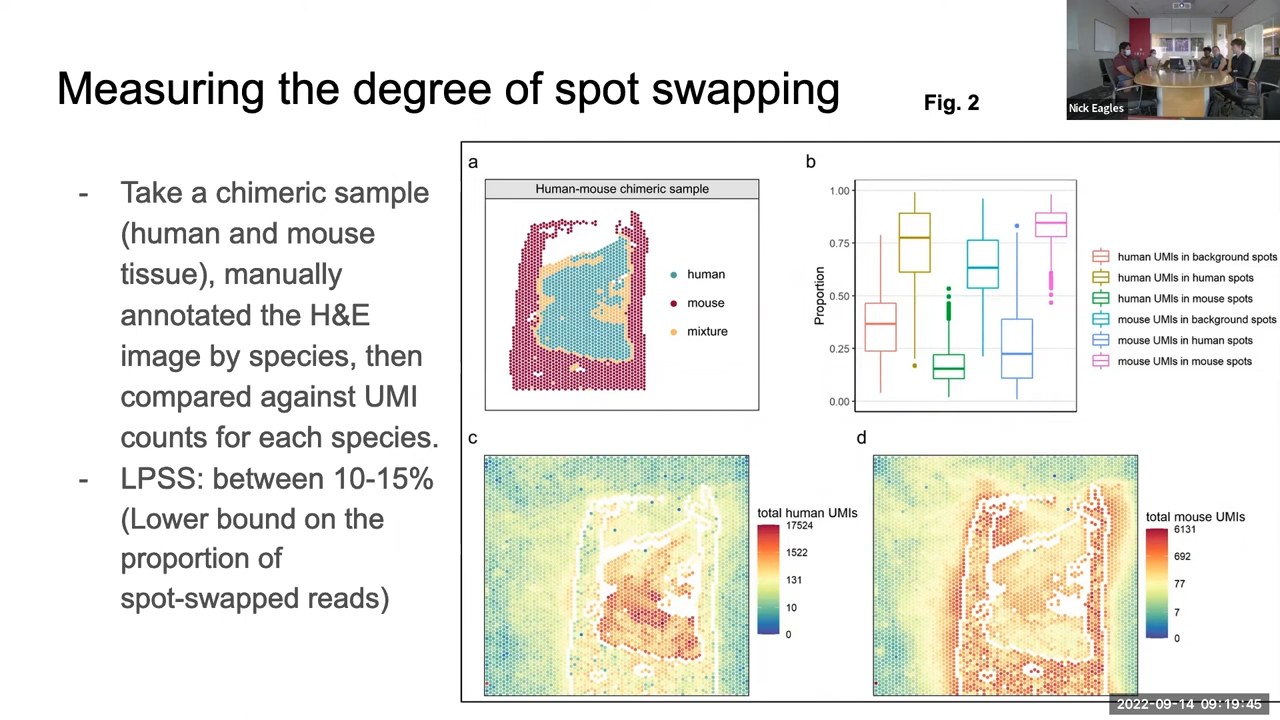 Measuring the degree of spot swapping
Fig. 2
Nick Eagles
- Take a chimeric sample
(human and mouse
tissue), manually
annotated the H&E
image by species, then
compared against UMI
counts for each species.
- LPSS: between 10-15%
(Lower bound on the
proportion of
spot-swapped reads)
a
Human-mouse chimeric sample
human
mouse
mixture
b
Proportion
1.00
0.75
0.50
0.25
0.00
human UMIs in background spots
human UMIs in human spots
human UMIs in mouse spots
mouse UMIs in background spots
mouse UMIs in human spots
mouse UMIs in mouse spots
c
total human UMIs
17524
1522
131
10
0
d
total mouse UMIs
6131
692
77
7
0
2022-09-14 09:19:45